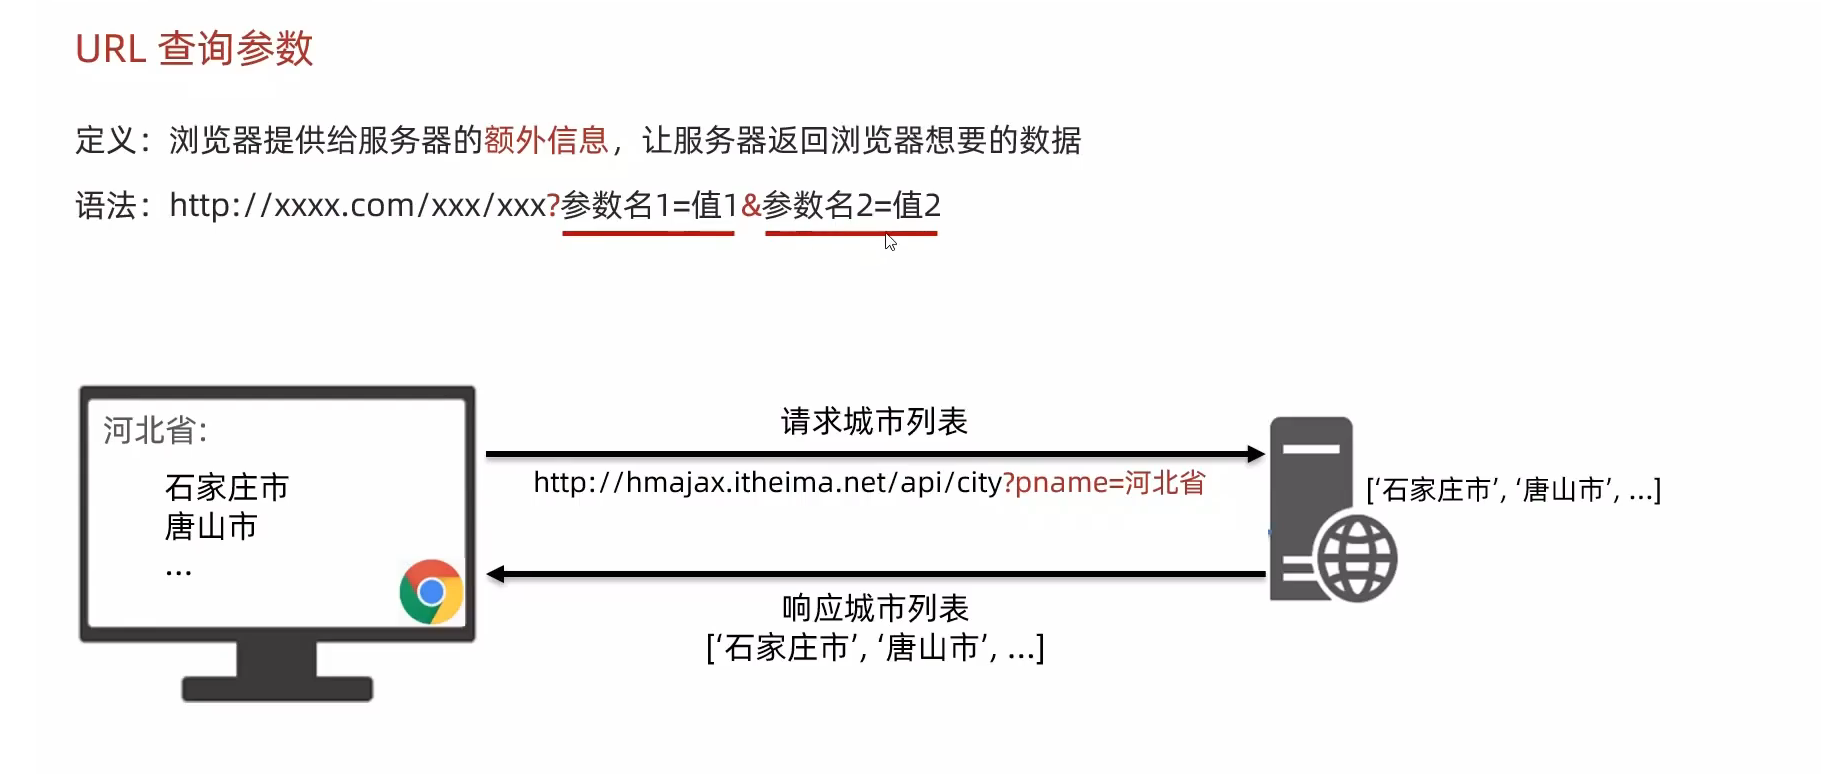 URL 查询参数
定义：浏览器提供给服务器的额外信息，让服务器返回浏览器想要的数据
语法：http://xxxx.com/xxx/xxx?参数名1=值1&参数名2=值2
河北省:
石家庄市
唐山市
...
请求城市列表
http://hmajax.itheima.net/api/city?pname=河北省
['石家庄市', '唐山市', ...]
响应城市列表
['石家庄市', '唐山市', ...]